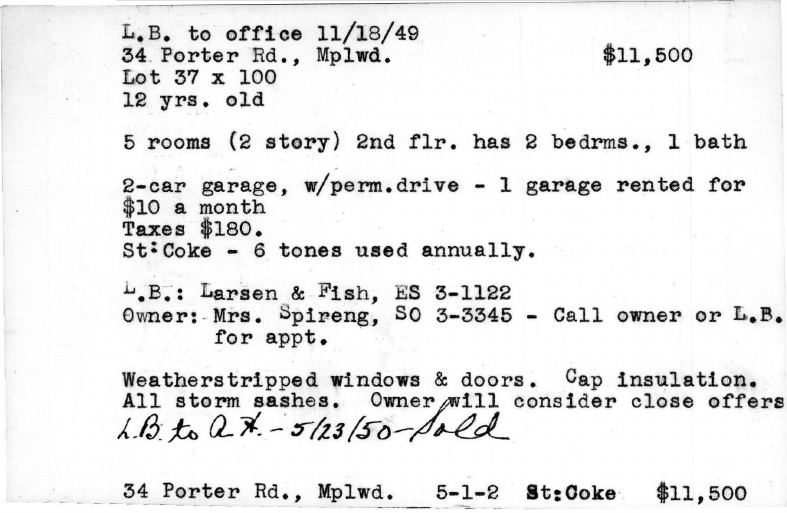 L.B. to office 11/18/49
34 Porter Rd., Mplwd. $11,500
Lot 37 x 100
12 yrs. old
5 rooms (2 story) 2nd flr. has 2 bedrms., 1 bath
2-car garage, w/perm.drive - 1 garage rented for
$10 a month
Taxes $180.
St:Coke - 6 tones used annually.
L.B.: Larsen & Fish, ES 3-1122
Owner: Mrs. Spireng, SO 3-3345 - Call owner or L.B.
for appt.
Weatherstripped windows & doors. Cap insulation.
All storm sashes. Owner will consider close offers
L.B. to A.H. - 5/23/50 - Sold
34 Porter Rd., Mplwd. 5-1-2 St:Coke $11,500